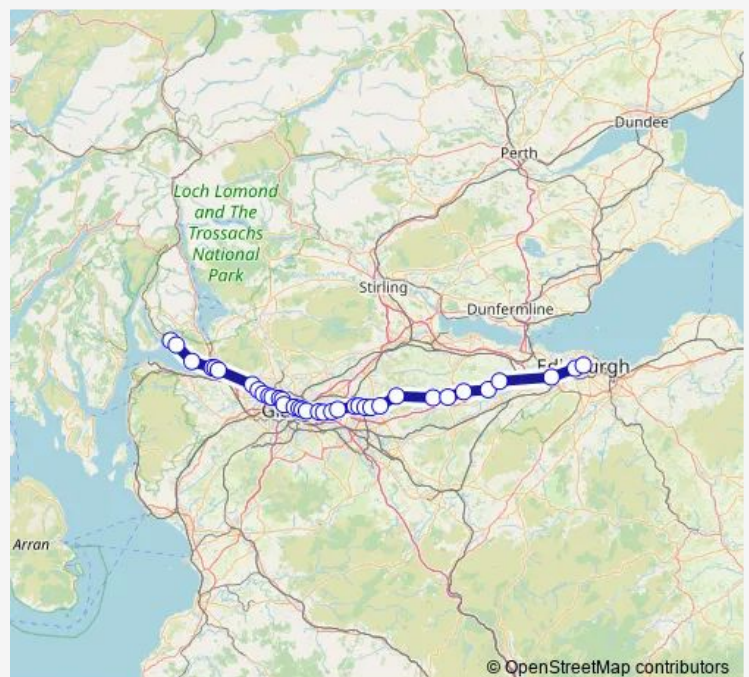 Dundee
Perth
Loch Lomond
and The
Trossachs
National
Park
Stirling
Dunfermline
Arran
© OpenStreetMap contributors